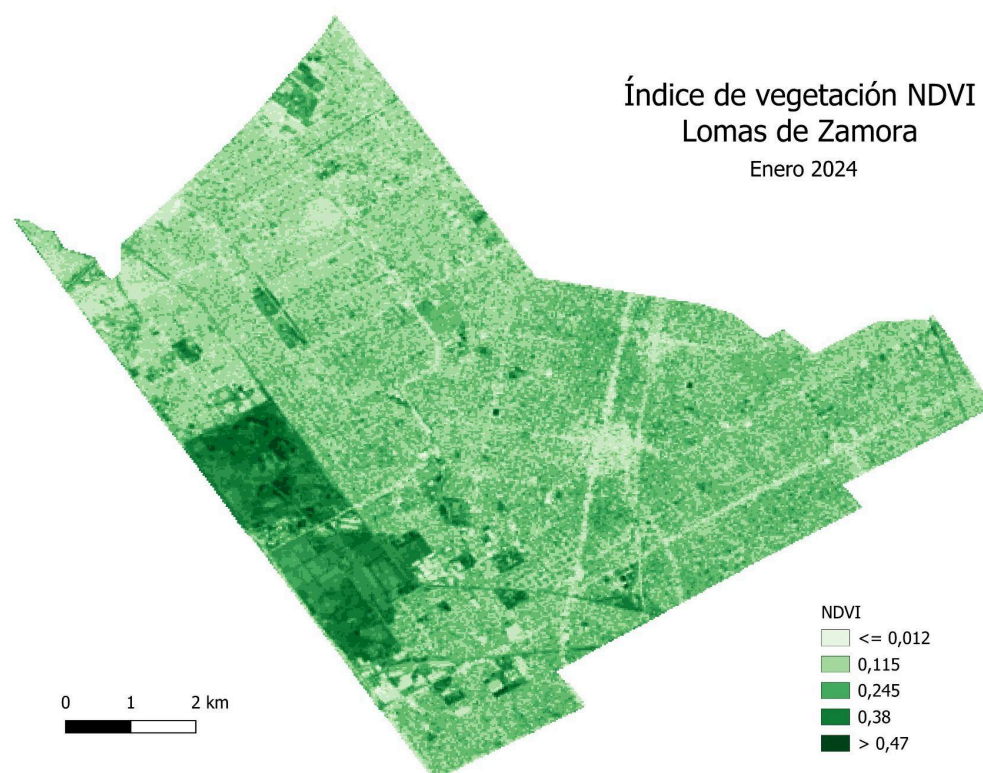 Índice de vegetación NDVI
Lomas de Zamora
Enero 2024
NDVI
<= 0,012
0,115
0,245
0,38
> 0,47
0 1 2 km